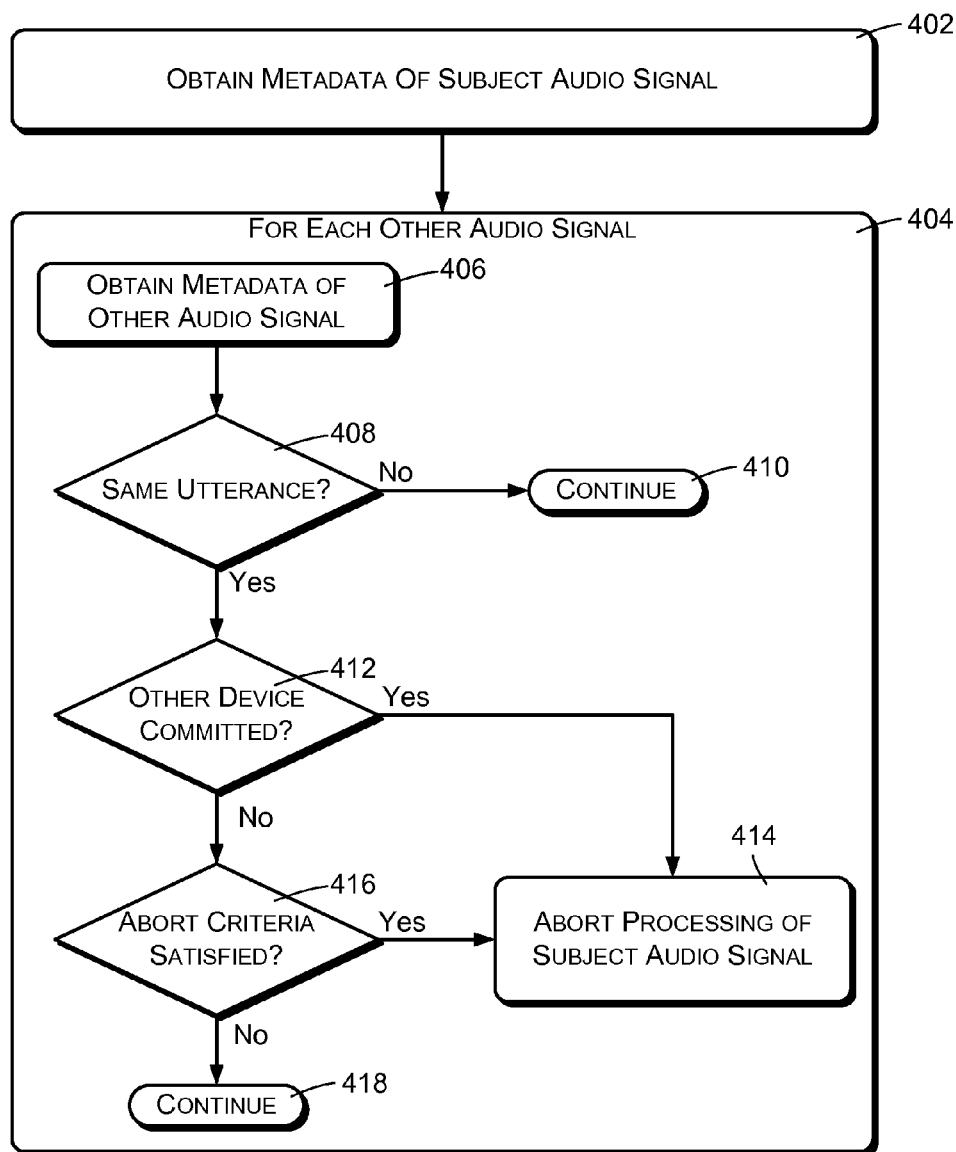 402
OBTAIN METADATA OF SUBJECT AUDIO SIGNAL
FOR EACH OTHER AUDIO SIGNAL
404
OBTAIN METADATA OF
OTHER AUDIO SIGNAL
406
408
SAME UTTERANCE?
No
CONTINUE
410
Yes
412
OTHER DEVICE
COMMITTED?
Yes
No
414
416
ABORT CRITERIA
SATISFIED?
Yes
ABORT PROCESSING OF
SUBJECT AUDIO SIGNAL
No
CONTINUE
418